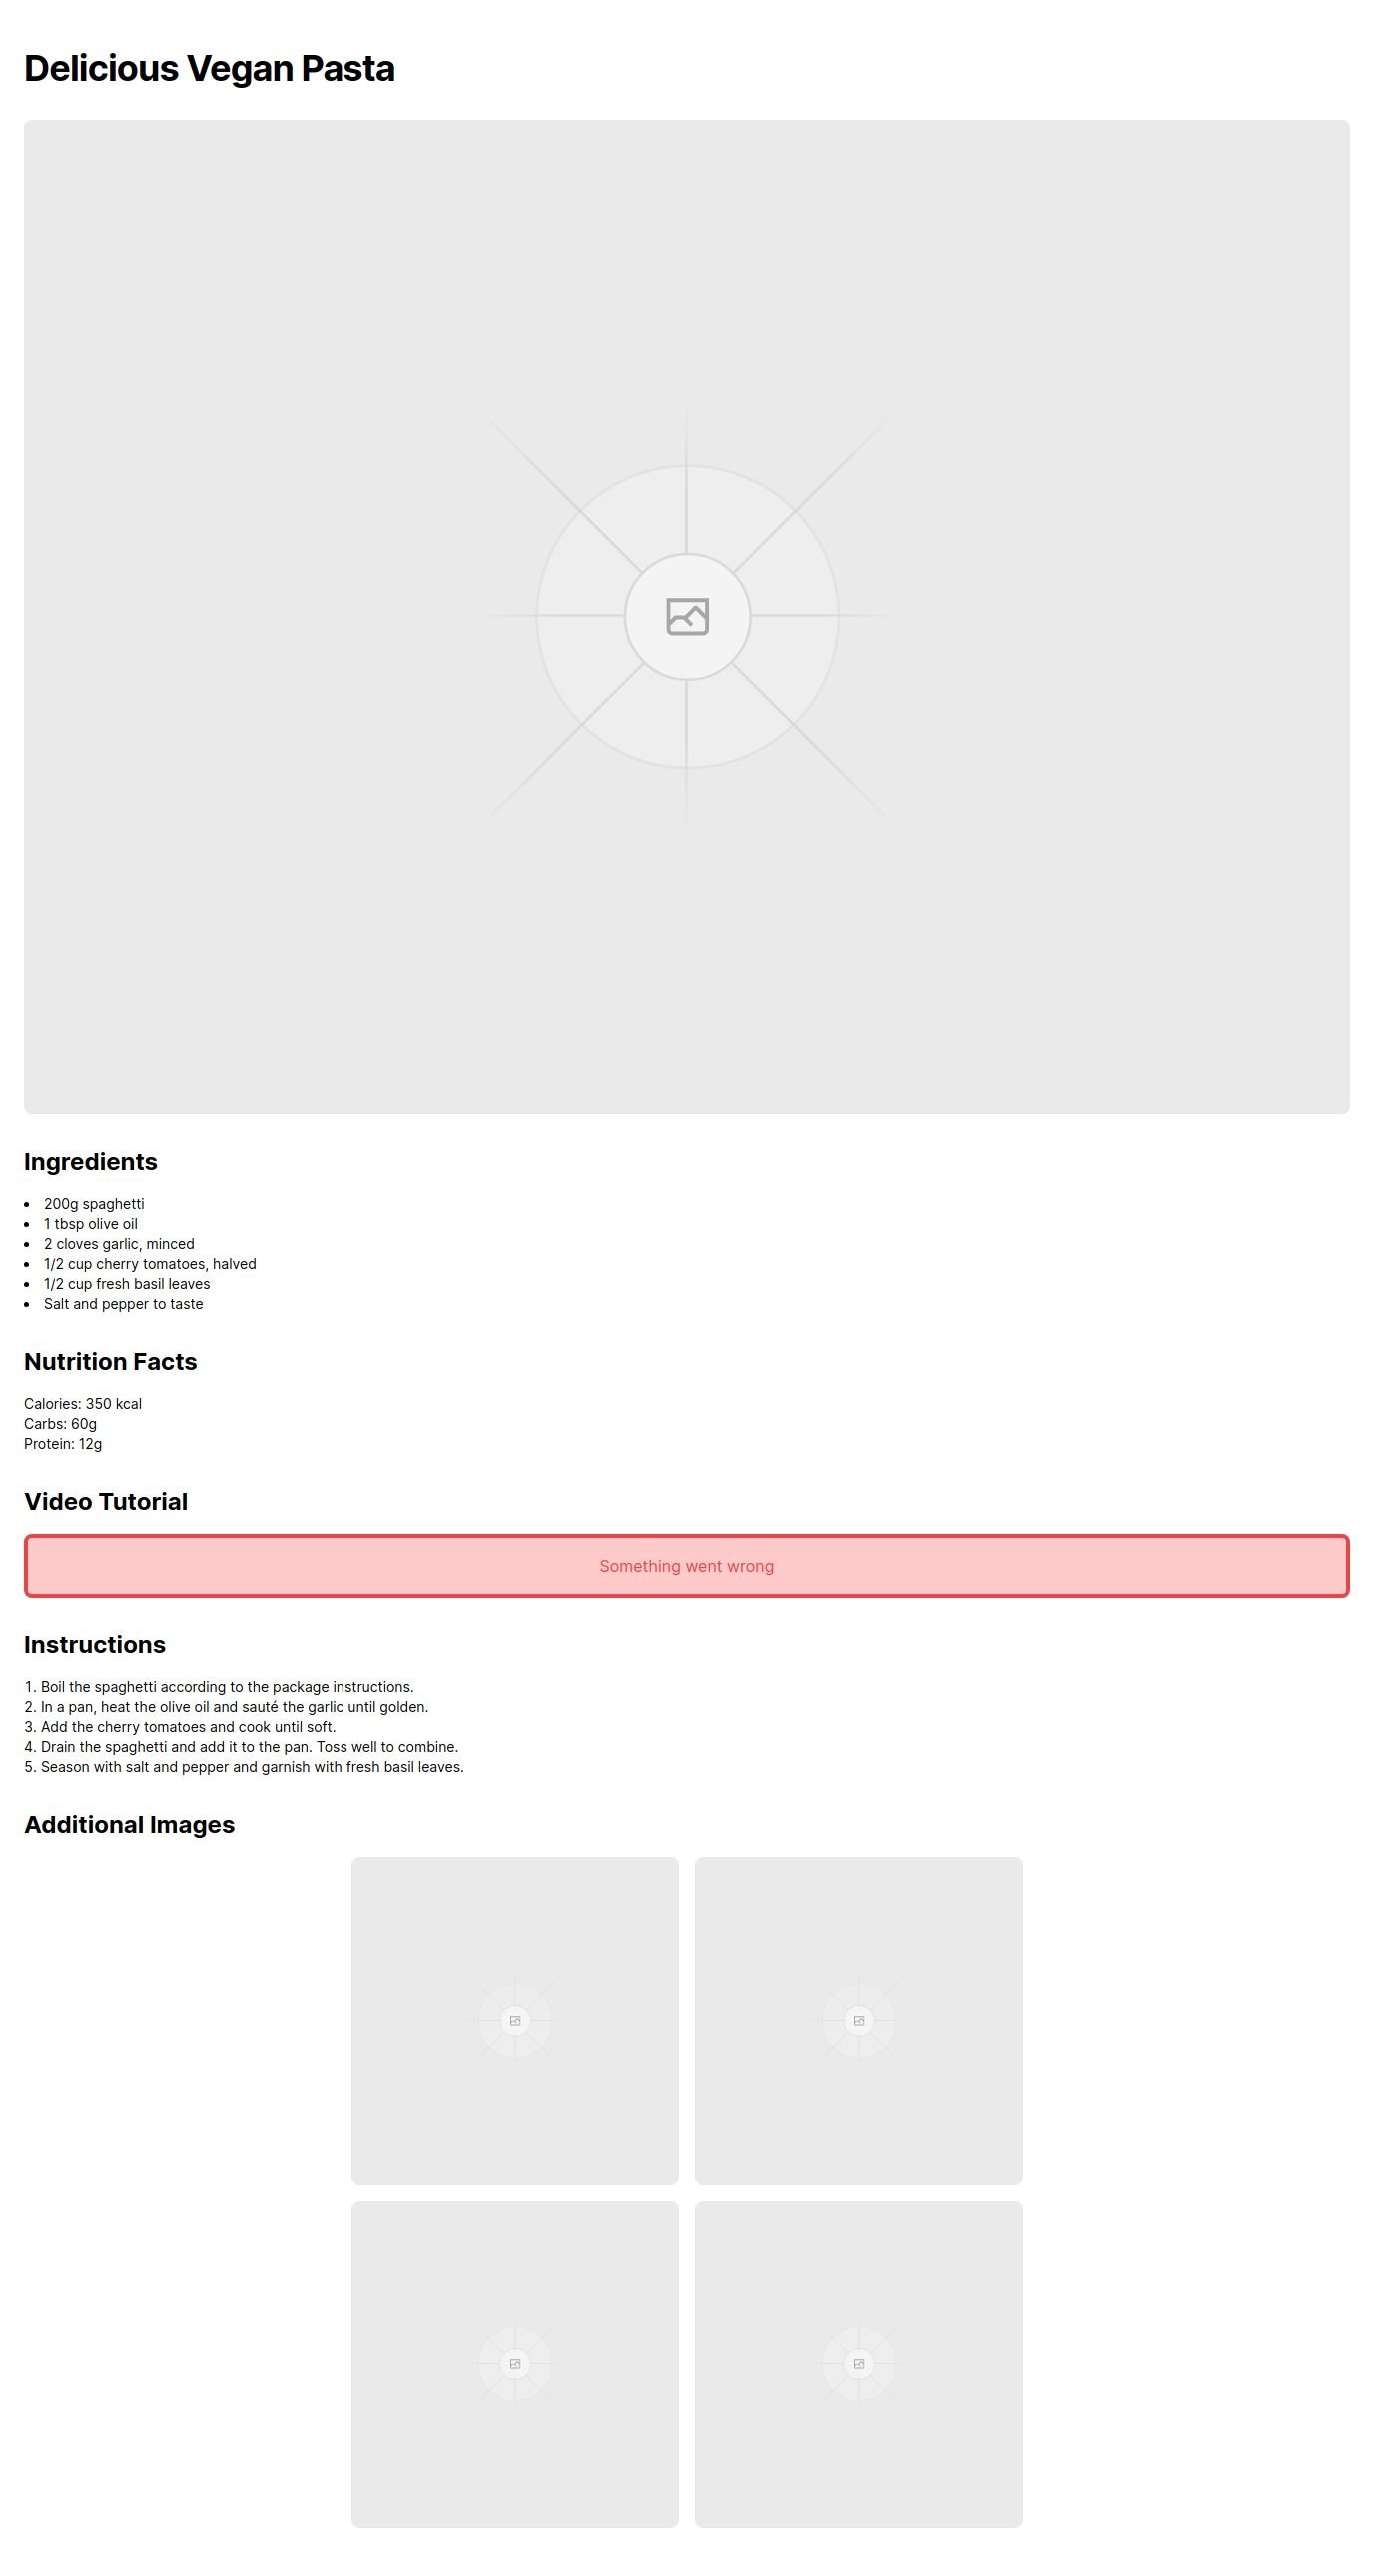 Delicious Vegan Pasta
Ingredients
200g spaghetti
1 tbsp olive oil
2 cloves garlic, minced
1/2 cup cherry tomatoes, halved
1/2 cup fresh basil leaves
Salt and pepper to taste
Nutrition Facts
Calories: 350 kcal
Carbs: 60g
Protein: 12g
Video Tutorial
Something went wrong
Instructions
1. Boil the spaghetti according to the package instructions.
2. In a pan, heat the olive oil and sauté the garlic until golden.
3. Add the cherry tomatoes and cook until soft.
4. Drain the spaghetti and add it to the pan. Toss well to combine.
5. Season with salt and pepper and garnish with fresh basil leaves.
Additional Images